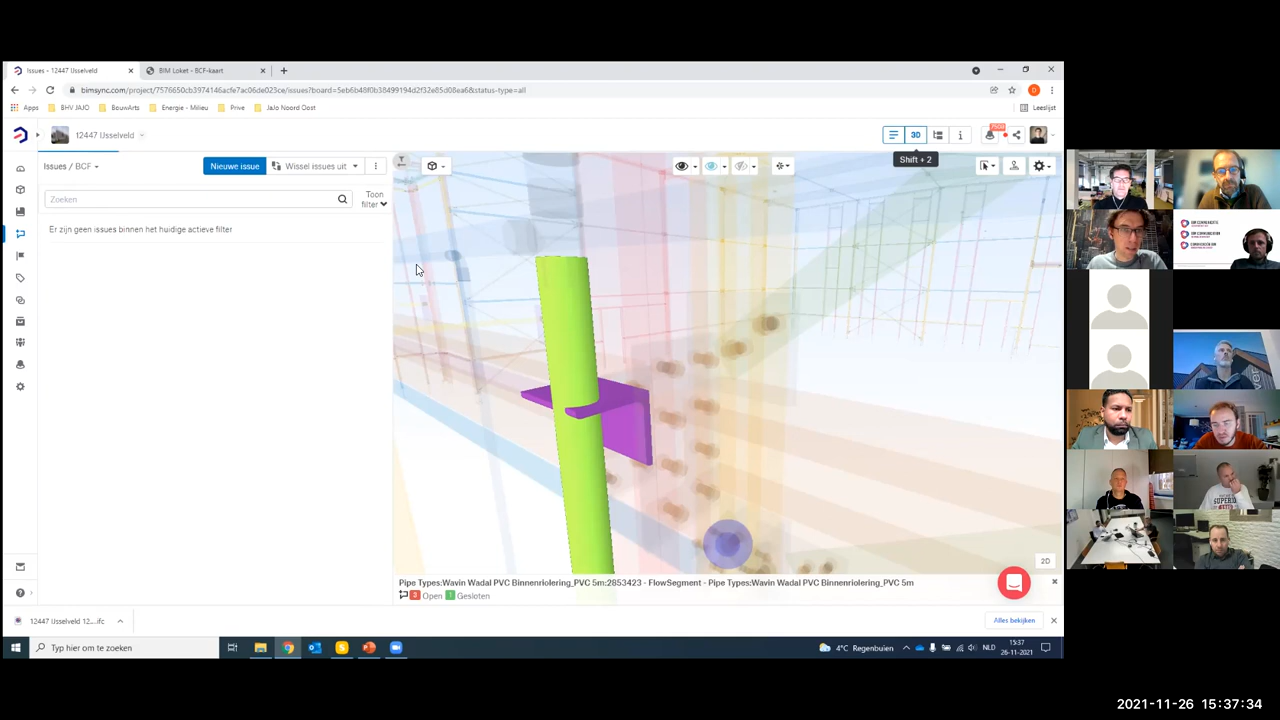 Issues - 12447 IJsselveld
BIM Loket - BCF-kaart
bimsync.com/project/7576650cb3974146acfe7ac06de023ce/issues?board=5eb6b48f0b38499194d2f32e85d08ea6&status-type=all
Apps
BHV JAJO
BouwArts
Energie - Milieu
Prive
JaJo Noord Oost
Leeslijst
12447 IJsselveld
3D
Shift + 2
Issues / BCF
Nieuwe issue
Wissel issues uit
Zoeken
Toon
filter
Er zijn geen issues binnen het huidige actieve filter
2D
Pipe Types:Wavin Wadal PVC Binnenriolering_PVC 5m:2853423 - FlowSegment - Pipe Types:Wavin Wadal PVC Binnenriolering_PVC 5m
3 Open 1 Gesloten
12447 IJsselveld 12....ifc
Alles bekijken
Typ hier om te zoeken
4°C Regenbuien
NLD
15:37
26-11-2021
2021-11-26 15:37:34